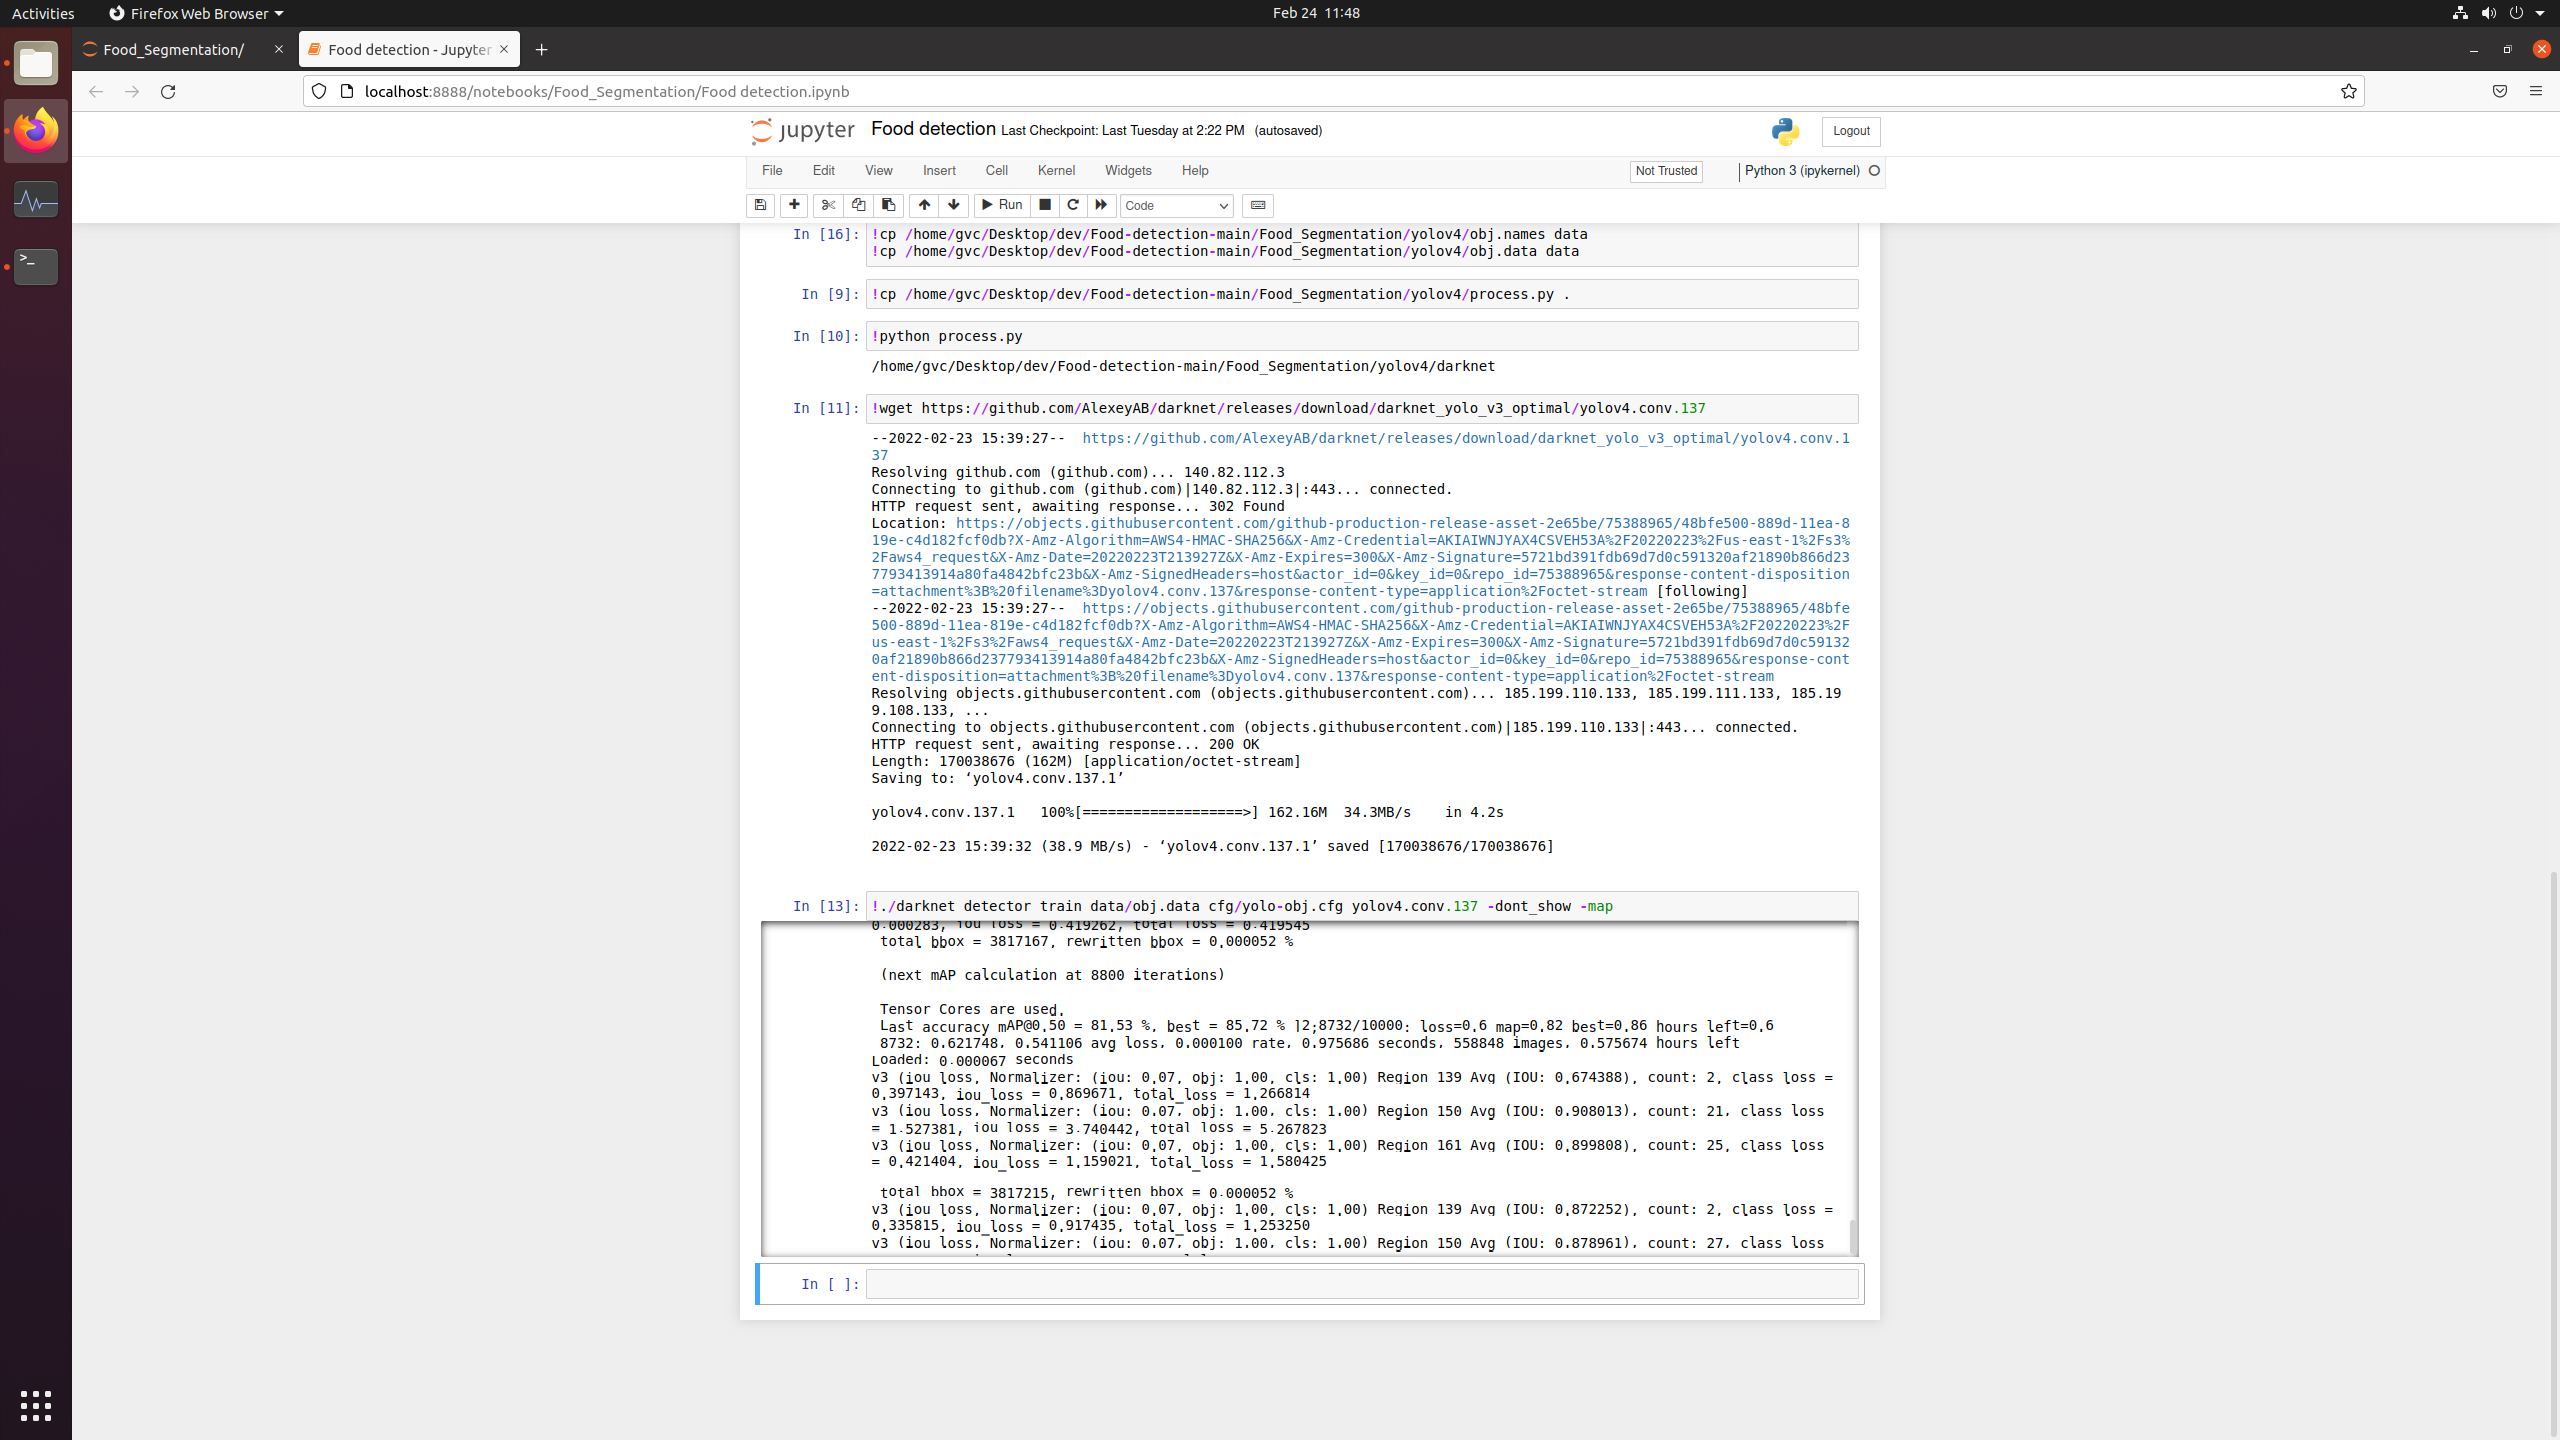 Activities
Firefox Web Browser
Feb 24 11:48
Food_Segmentation/
Food detection - Jupyter
localhost:8888/notebooks/Food_Segmentation/Food detection.ipynb
jupyter Food detection Last Checkpoint: Last Tuesday at 2:22 PM (autosaved)
Logout
File Edit View Insert Cell Kernel Widgets Help
Not Trusted
Python 3 (ipykernel)
Run
Code
In [16]: !cp /home/gvc/Desktop/dev/Food-detection-main/Food_Segmentation/yolov4/obj.names data
!cp /home/gvc/Desktop/dev/Food-detection-main/Food_Segmentation/yolov4/obj.data data
In [9]: !cp /home/gvc/Desktop/dev/Food-detection-main/Food_Segmentation/yolov4/process.py .
In [10]: !python process.py
/home/gvc/Desktop/dev/Food-detection-main/Food_Segmentation/yolov4/darknet
In [11]: !wget https://github.com/AlexeyAB/darknet/releases/download/darknet_yolo_v3_optimal/yolov4.conv.137
--2022-02-23 15:39:27--  https://github.com/AlexeyAB/darknet/releases/download/darknet_yolo_v3_optimal/yolov4.conv.1
37
Resolving github.com (github.com)... 140.82.112.3
Connecting to github.com (github.com)|140.82.112.3|:443... connected.
HTTP request sent, awaiting response... 302 Found
Location: https://objects.githubusercontent.com/github-production-release-asset-2e65be/75388965/48bfe500-889d-11ea-8
19e-c4d182fcf0db?X-Amz-Algorithm=AWS4-HMAC-SHA256&X-Amz-Credential=AKIAIWNJYAX4CSVEH53A%2F20220223%2Fus-east-1%2Fs3%
2Faws4_request&X-Amz-Date=20220223T213927Z&X-Amz-Expires=300&X-Amz-Signature=5721bd391fdb69d7d0c591320af21890b866d23
7793413914a80fa4842bfc23b&X-Amz-SignedHeaders=host&actor_id=0&key_id=0&repo_id=75388965&response-content-disposition
=attachment%3B%20filename%3Dyolov4.conv.137&response-content-type=application%2Foctet-stream [following]
--2022-02-23 15:39:27--  https://objects.githubusercontent.com/github-production-release-asset-2e65be/75388965/48bfe
500-889d-11ea-819e-c4d182fcf0db?X-Amz-Algorithm=AWS4-HMAC-SHA256&X-Amz-Credential=AKIAIWNJYAX4CSVEH53A%2F20220223%2F
us-east-1%2Fs3%2Faws4_request&X-Amz-Date=20220223T213927Z&X-Amz-Expires=300&X-Amz-Signature=5721bd391fdb69d7d0c59132
0af21890b866d237793413914a80fa4842bfc23b&X-Amz-SignedHeaders=host&actor_id=0&key_id=0&repo_id=75388965&response-cont
ent-disposition=attachment%3B%20filename%3Dyolov4.conv.137&response-content-type=application%2Foctet-stream
Resolving objects.githubusercontent.com (objects.githubusercontent.com)... 185.199.110.133, 185.199.111.133, 185.19
9.108.133, ...
Connecting to objects.githubusercontent.com (objects.githubusercontent.com)|185.199.110.133|:443... connected.
HTTP request sent, awaiting response... 200 OK
Length: 170038676 (162M) [application/octet-stream]
Saving to: ‘yolov4.conv.137.1’
yolov4.conv.137.1   100%[===================>] 162.16M  34.3MB/s    in 4.2s
2022-02-23 15:39:32 (38.9 MB/s) - ‘yolov4.conv.137.1’ saved [170038676/170038676]
In [13]: !./darknet detector train data/obj.data cfg/yolo-obj.cfg yolov4.conv.137 -dont_show -map
0.000283, iou loss = 0.419262, total loss = 0.419545
total bbox = 3817167, rewritten bbox = 0.000052 %
(next mAP calculation at 8800 iterations)
Tensor Cores are used.
Last accuracy mAP@0.50 = 81.53 %, best = 85.72 % ]2;8732/10000: loss=0.6 map=0.82 best=0.86 hours left=0.6
8732: 0.621748, 0.541106 avg loss, 0.000100 rate, 0.975686 seconds, 558848 images, 0.575674 hours left
Loaded: 0.000067 seconds
v3 (iou loss, Normalizer: (iou: 0.07, obj: 1.00, cls: 1.00) Region 139 Avg (IOU: 0.674388), count: 2, class loss =
0.397143, iou_loss = 0.869671, total_loss = 1.266814
v3 (iou loss, Normalizer: (iou: 0.07, obj: 1.00, cls: 1.00) Region 150 Avg (IOU: 0.908013), count: 21, class loss
= 1.527381, iou loss = 3.740442, total loss = 5.267823
v3 (iou loss, Normalizer: (iou: 0.07, obj: 1.00, cls: 1.00) Region 161 Avg (IOU: 0.899808), count: 25, class loss
= 0.421404, iou_loss = 1.159021, total_loss = 1.580425
total bbox = 3817215, rewritten bbox = 0.000052 %
v3 (iou loss, Normalizer: (iou: 0.07, obj: 1.00, cls: 1.00) Region 139 Avg (IOU: 0.872252), count: 2, class loss =
0.335815, iou_loss = 0.917435, total_loss = 1.253250
v3 (iou loss, Normalizer: (iou: 0.07, obj: 1.00, cls: 1.00) Region 150 Avg (IOU: 0.878961), count: 27, class loss
In [ ]: